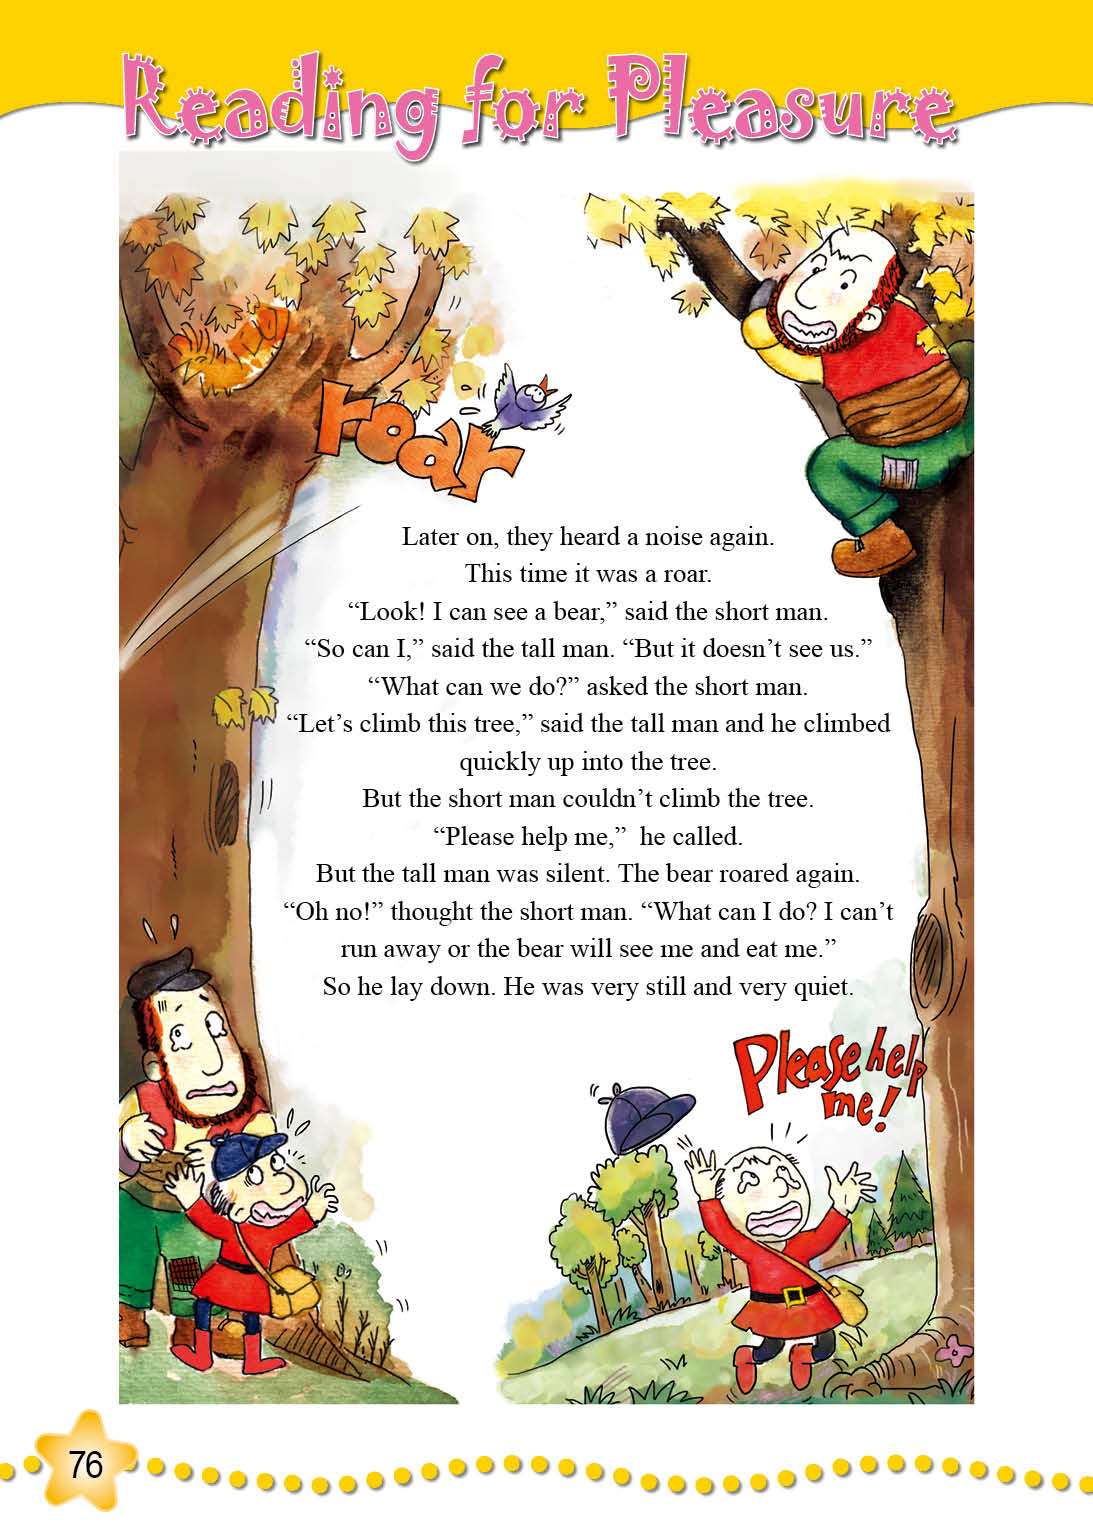 Reading for Pleasure
roar
Later on, they heard a noise again.
This time it was a roar.
“Look! I can see a bear,” said the short man.
“So can I,” said the tall man. “But it doesn’t see us.”
“What can we do?” asked the short man.
“Let’s climb this tree,” said the tall man and he climbed
quickly up into the tree.
But the short man couldn’t climb the tree.
“Please help me,” he called.
But the tall man was silent. The bear roared again.
“Oh no!” thought the short man. “What can I do? I can’t
run away or the bear will see me and eat me.”
So he lay down. He was very still and very quiet.
Please help
me!
76